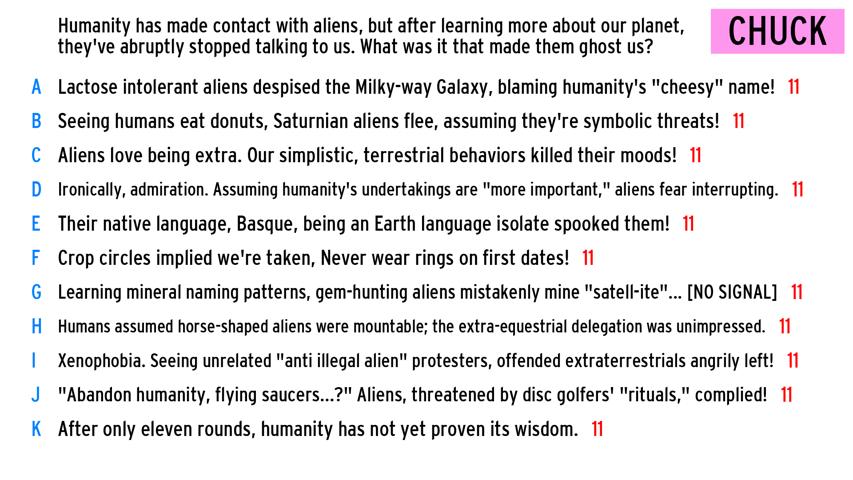 Humanity has made contact with aliens, but after learning more about our planet,
they've abruptly stopped talking to us. What was it that made them ghost us?
CHUCK
A Lactose intolerant aliens despised the Milky-way Galaxy, blaming humanity's "cheesy" name! 11
B Seeing humans eat donuts, Saturnian aliens flee, assuming they're symbolic threats! 11
C Aliens love being extra. Our simplistic, terrestrial behaviors killed their moods! 11
D Ironically, admiration. Assuming humanity's undertakings are "more important," aliens fear interrupting. 11
E Their native language, Basque, being an Earth language isolate spooked them! 11
F Crop circles implied we're taken, Never wear rings on first dates! 11
G Learning mineral naming patterns, gem-hunting aliens mistakenly mine "satell-ite"... [NO SIGNAL] 11
H Humans assumed horse-shaped aliens were mountable; the extra-equestrial delegation was unimpressed. 11
I Xenophobia. Seeing unrelated "anti illegal alien" protesters, offended extraterrestrials angrily left! 11
J "Abandon humanity, flying saucers...?" Aliens, threatened by disc golfers' "rituals," complied! 11
K After only eleven rounds, humanity has not yet proven its wisdom. 11